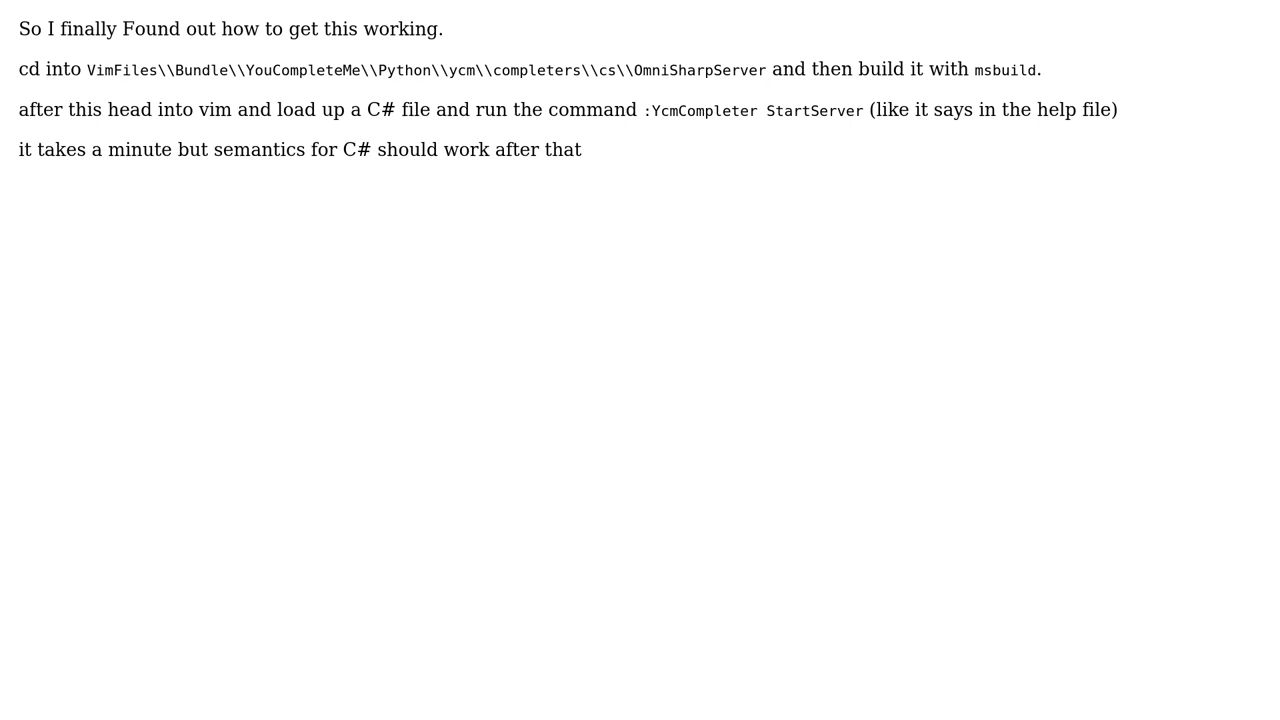 So I finally Found out how to get this working.
cd into VimFiles\\Bundle\\YouCompleteMe\\Python\\ycm\\completers\\cs\\OmniSharpServer and then build it with msbuild.
after this head into vim and load up a C# file and run the command :YcmCompleter StartServer (like it says in the help file)
it takes a minute but semantics for C# should work after that